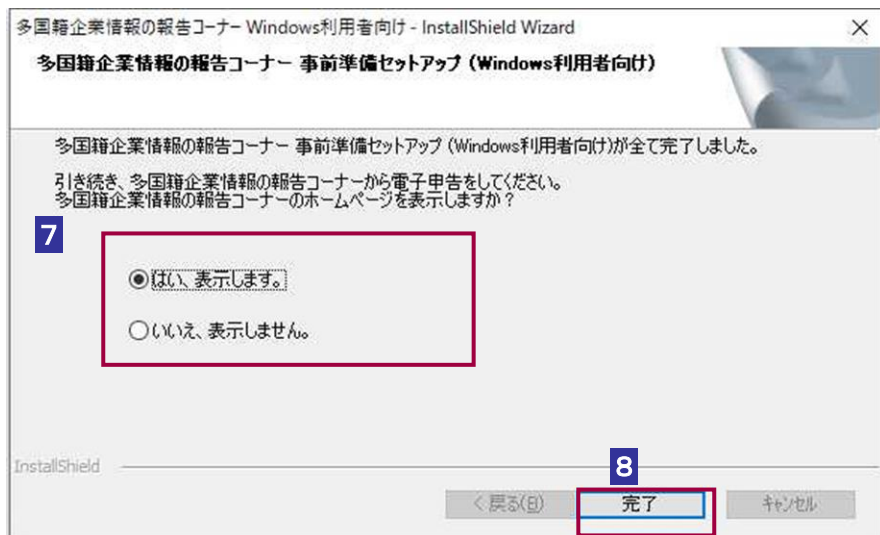 多国籍企業情報の報告コーナー Windows利用者向け - InstallShield Wizard
多国籍企業情報の報告コーナー 事前準備セットアップ (Windows利用者向け)
多国籍企業情報の報告コーナー 事前準備セットアップ (Windows利用者向け)が全て完了しました。
引き続き、多国籍企業情報の報告コーナーから電子申告をしてください。
多国籍企業情報の報告コーナーのホームページを表示しますか?
7
はい、表示します。
いいえ、表示しません。
InstallShield
8
< 戻る(B)
完了
キャンセル